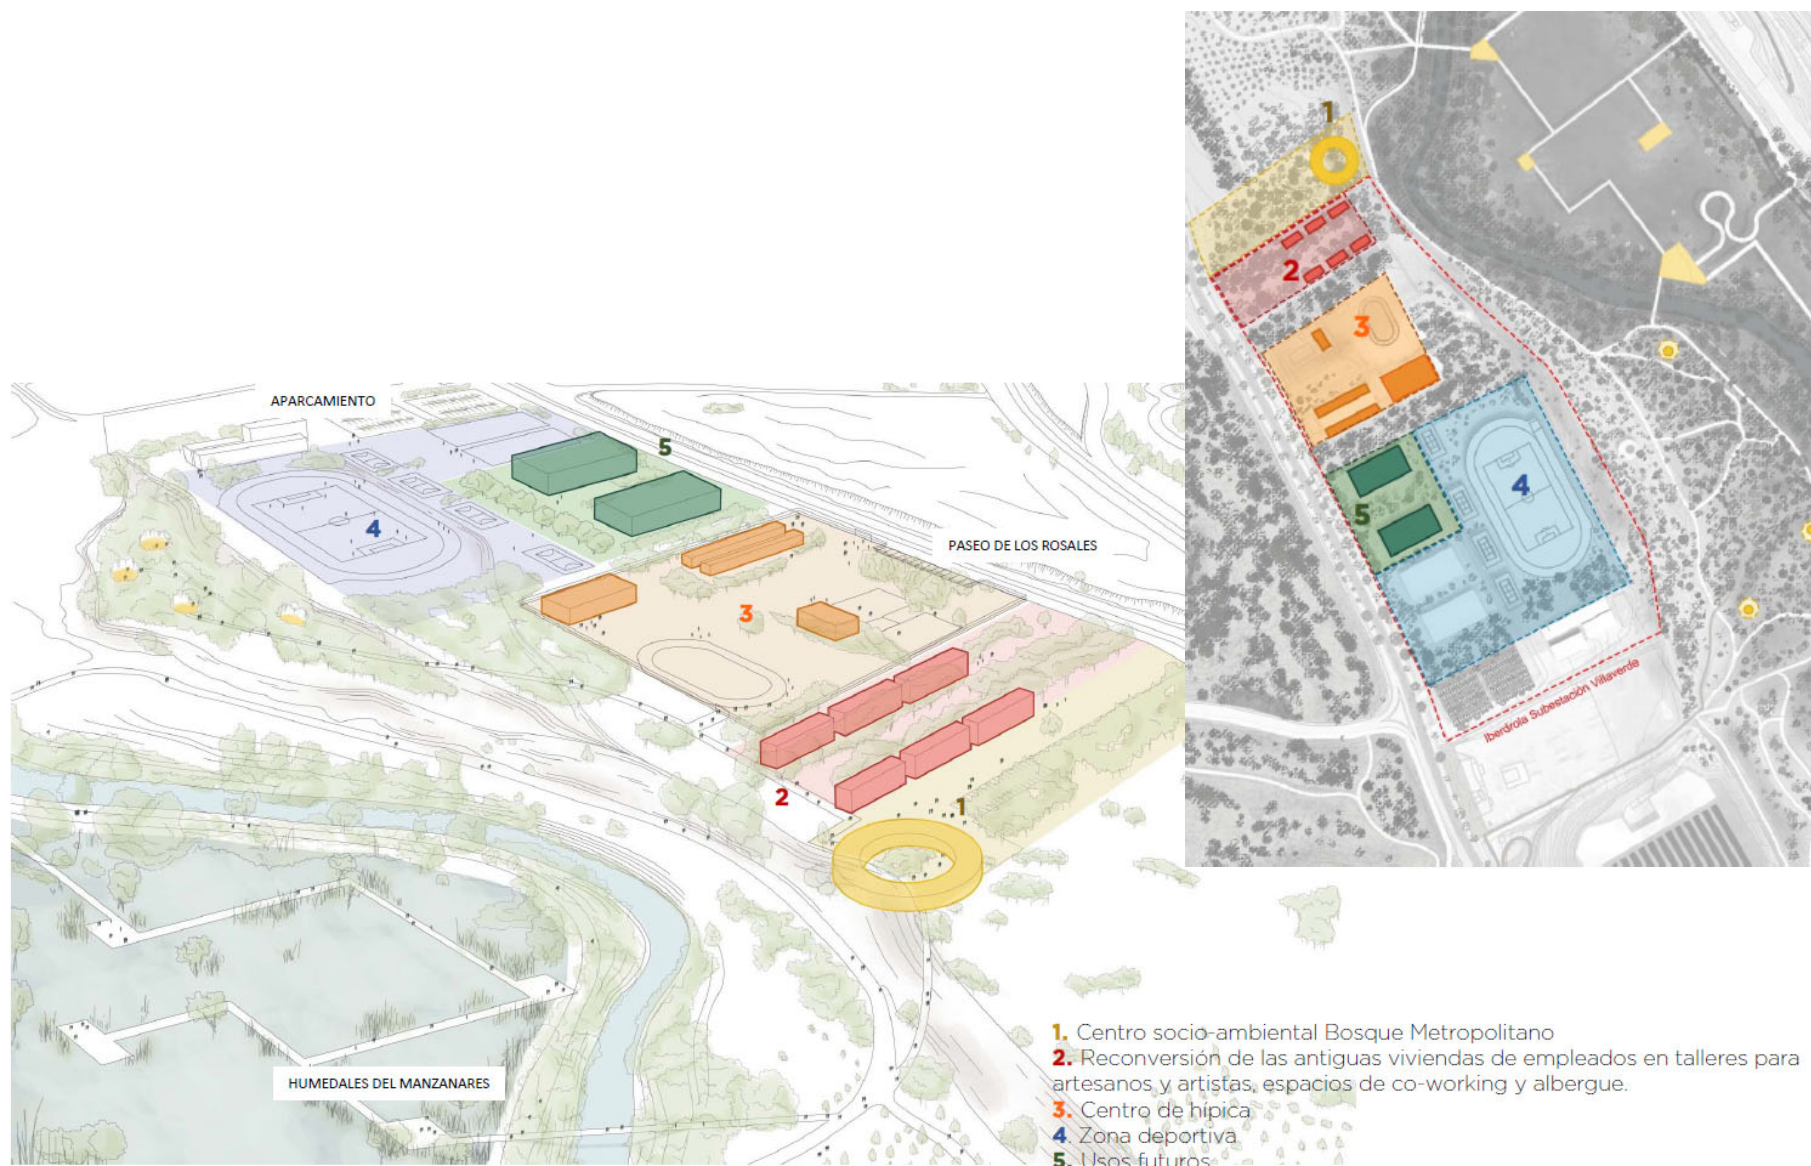 1
2
3
4
5
Iberdrola Subestación Villaverde
APARCAMIENTO
5
PASEO DE LOS ROSALES
4
3
2
1
HUMEDALES DEL MANZANARES
1. Centro socio-ambiental Bosque Metropolitano
2. Reconversión de las antiguas viviendas de empleados en talleres para
artesanos y artistas, espacios de co-working y albergue.
3. Centro de hípica
4. Zona deportiva
5. Usos futuros